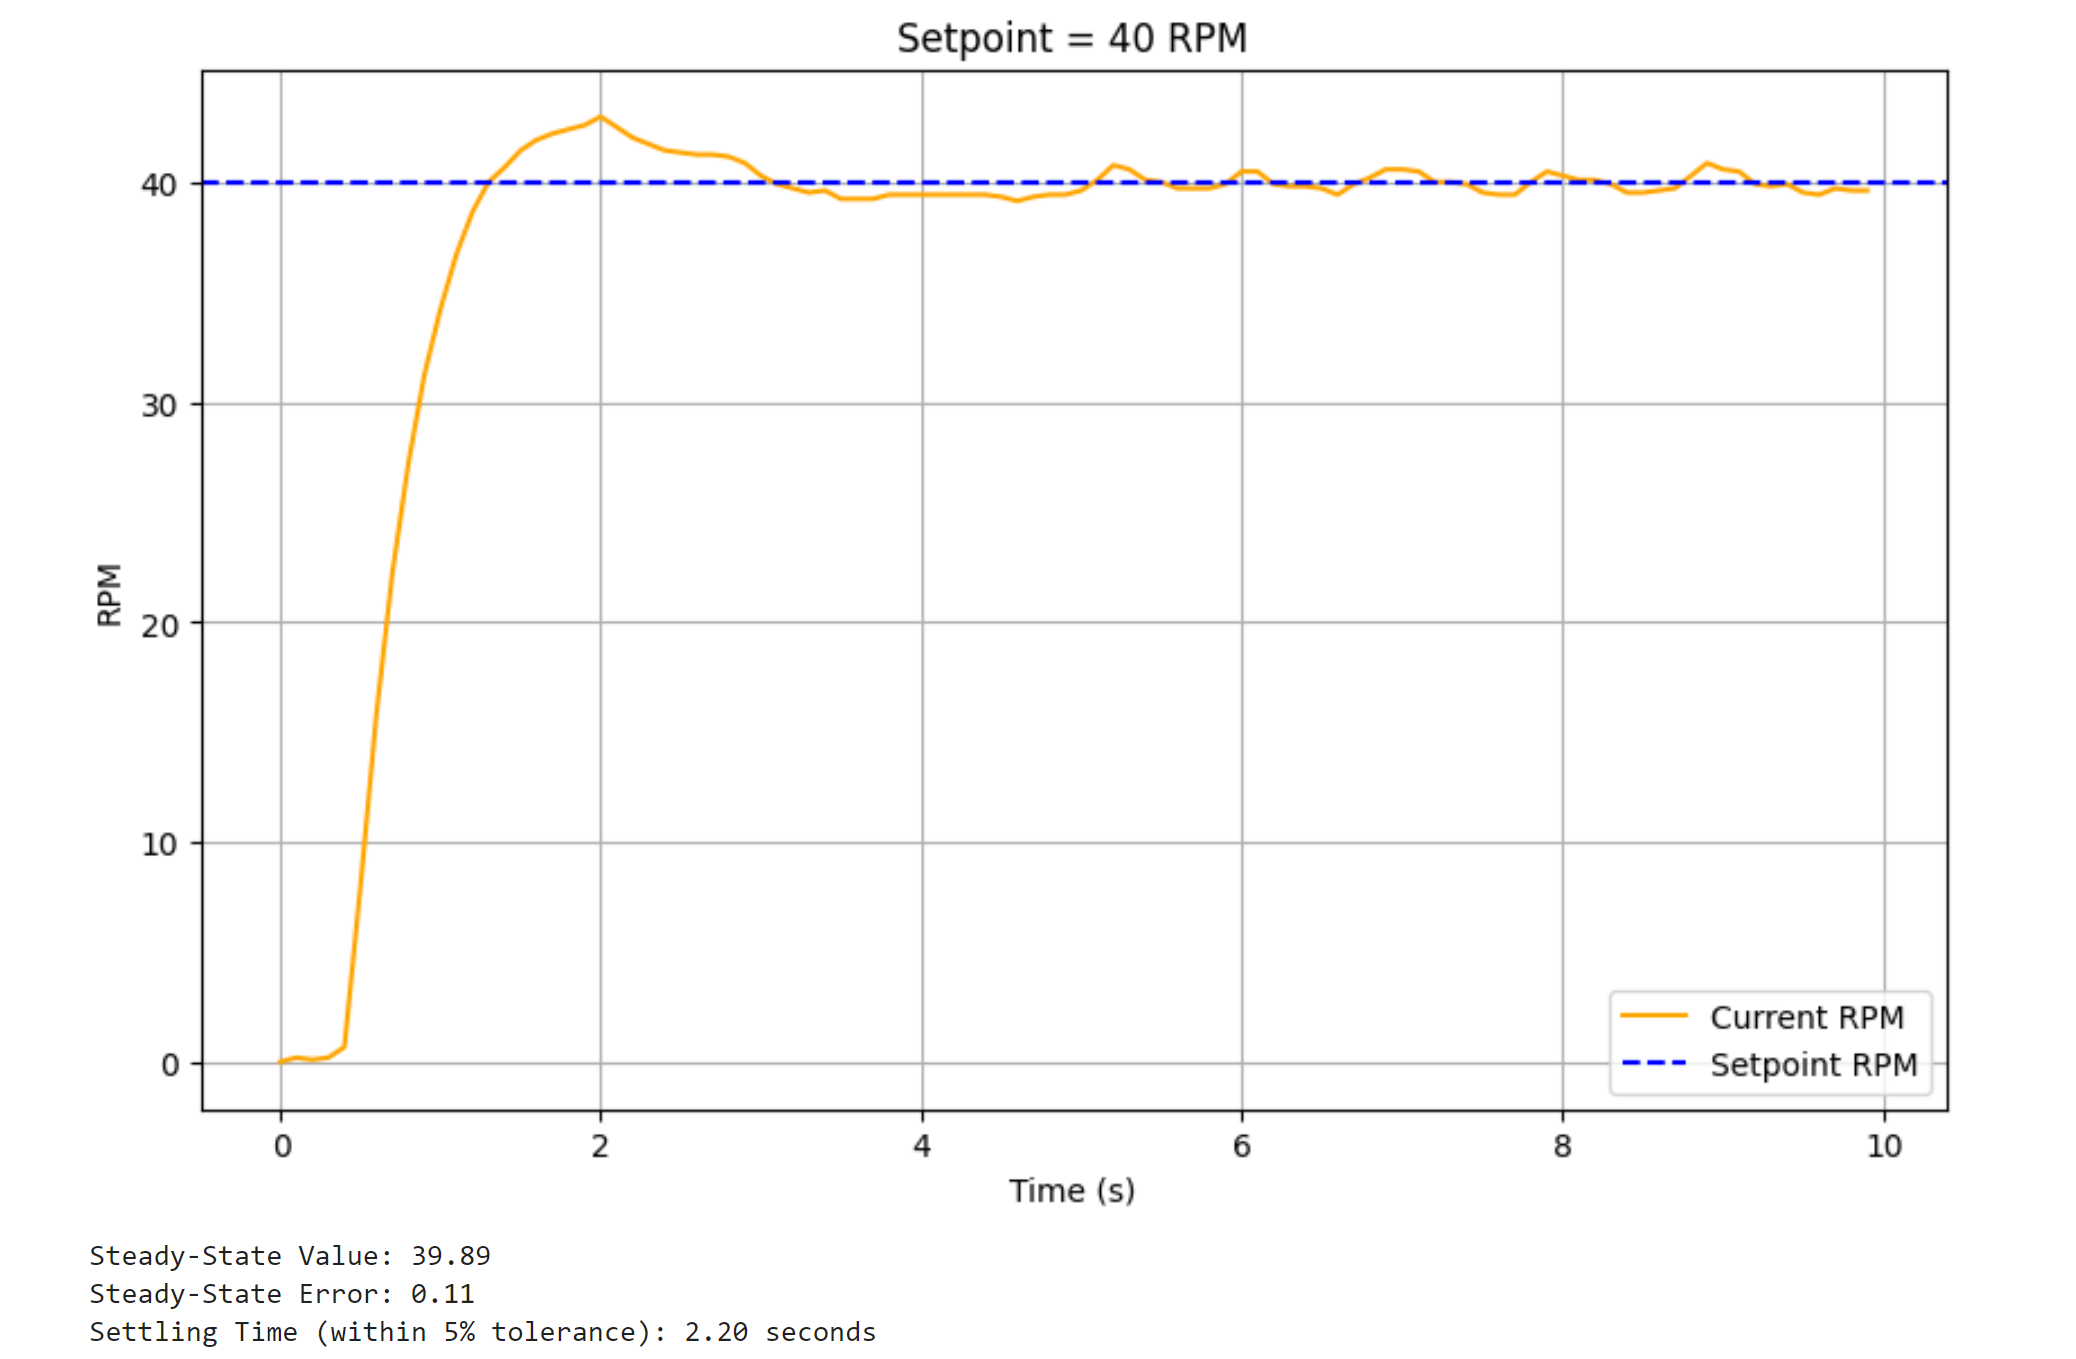 Setpoint = 40 RPM
40
30
20
10
0
RPM
0 2 4 6 8 10
Time (s)
Current RPM
Setpoint RPM
Steady-State Value: 39.89
Steady-State Error: 0.11
Settling Time (within 5% tolerance): 2.20 seconds